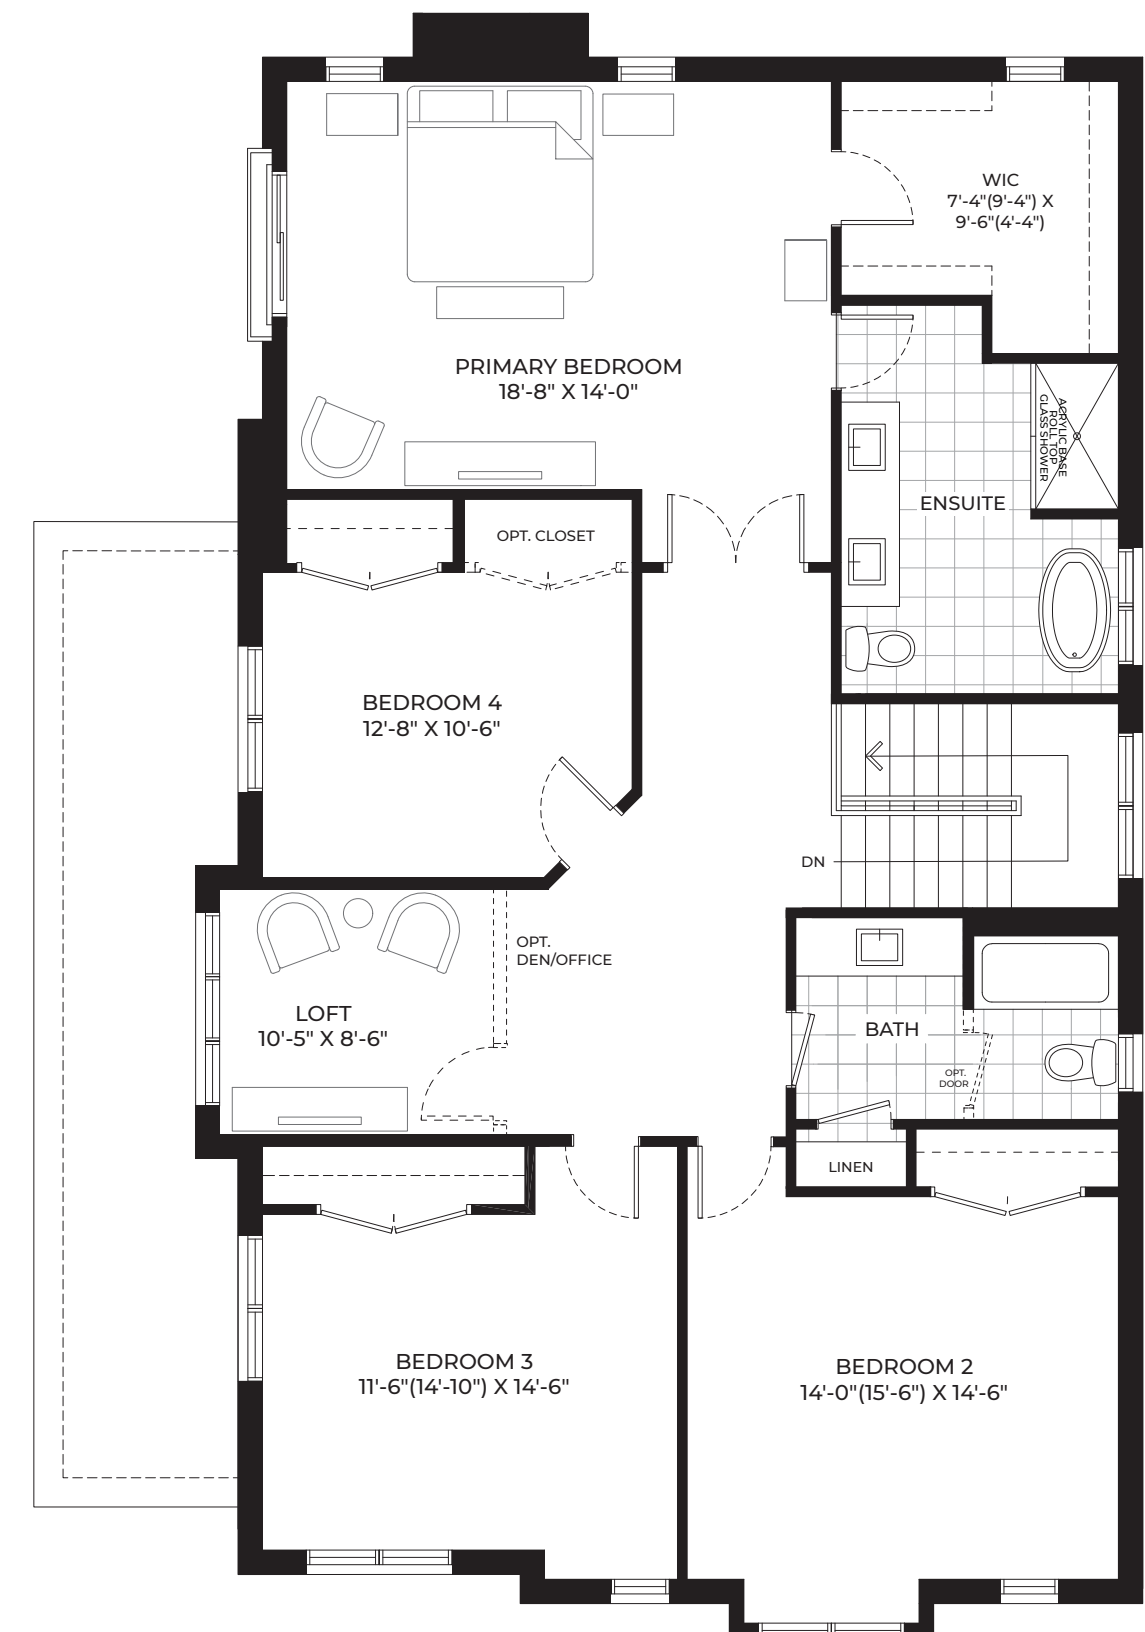 WIC
7'-4"(9'-4") X
9'-6"(4'-4")
PRIMARY BEDROOM
18'-8" X 14'-0"
ACRYLIC BASE
ROLL TOP
GLASS SHOWER
ENSUITE
OPT. CLOSET
BEDROOM 4
12'-8" X 10'-6"
DN
OPT.
DEN/OFFICE
LOFT
10'-5" X 8'-6"
BATH
OPT.
DOOR
LINEN
BEDROOM 3
11'-6"(14'-10") X 14'-6"
BEDROOM 2
14'-0"(15'-6") X 14'-6"